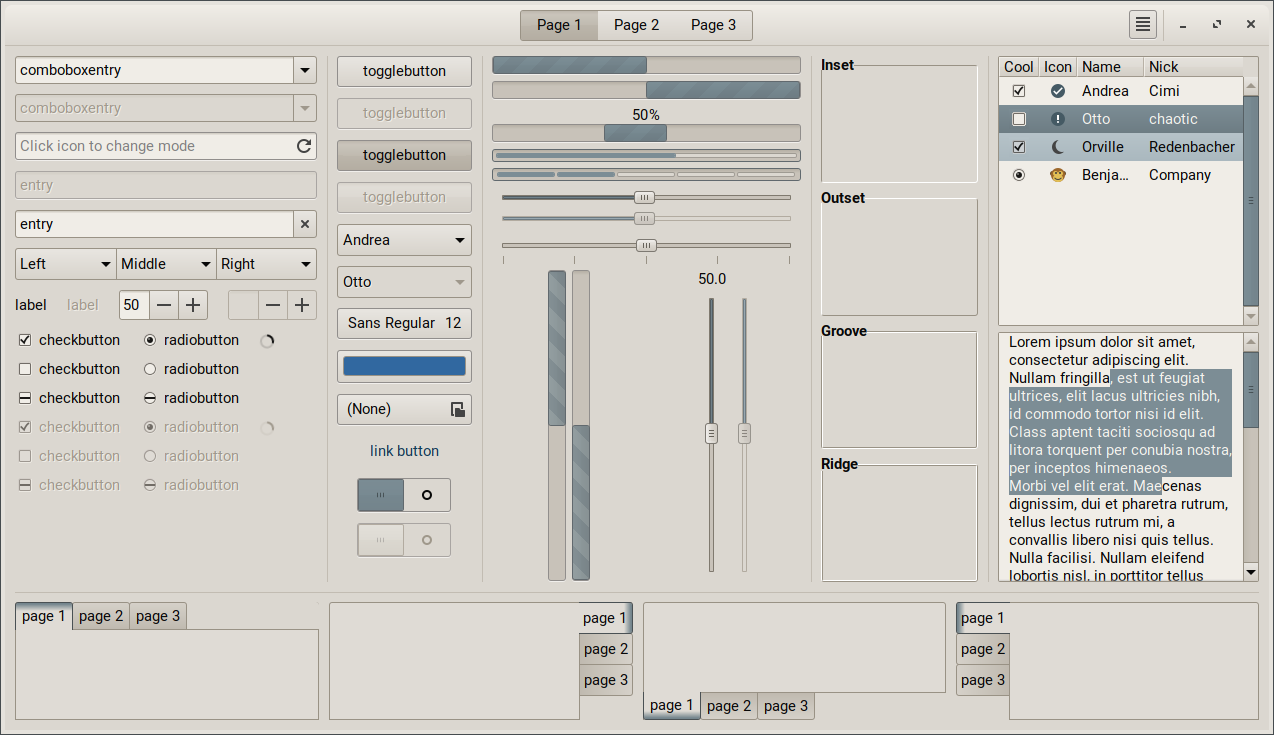 Page 1 Page 2 Page 3
comboboxentry
comboboxentry
Click icon to change mode
entry
entry
Left Middle Right
label label 50
checkbutton radiobutton
checkbutton radiobutton
checkbutton radiobutton
checkbutton radiobutton
checkbutton radiobutton
checkbutton radiobutton
togglebutton
togglebutton
togglebutton
togglebutton
Andrea
Otto
Sans Regular 12
(None)
link button
50%
50.0
Inset
Outset
Groove
Ridge
Cool Icon Name Nick
Andrea Cimi
Otto chaotic
Orville Redenbacher
Benja... Company
Lorem ipsum dolor sit amet,
consectetur adipiscing elit.
Nullam fringilla, est ut feugiat
ultrices, elit lacus ultricies nibh,
id commodo tortor nisi id elit.
Class aptent taciti sociosqu ad
litora torquent per conubia nostra,
per inceptos himenaeos.
Morbi vel elit erat. Maecenas
dignissim, dui et pharetra rutrum,
tellus lectus rutrum mi, a
convallis libero nisi quis tellus.
Nulla facilisi. Nullam eleifend
lobortis nisl, in porttitor tellus
page 1 page 2 page 3
page 1
page 2
page 3
page 1 page 2 page 3
page 1
page 2
page 3